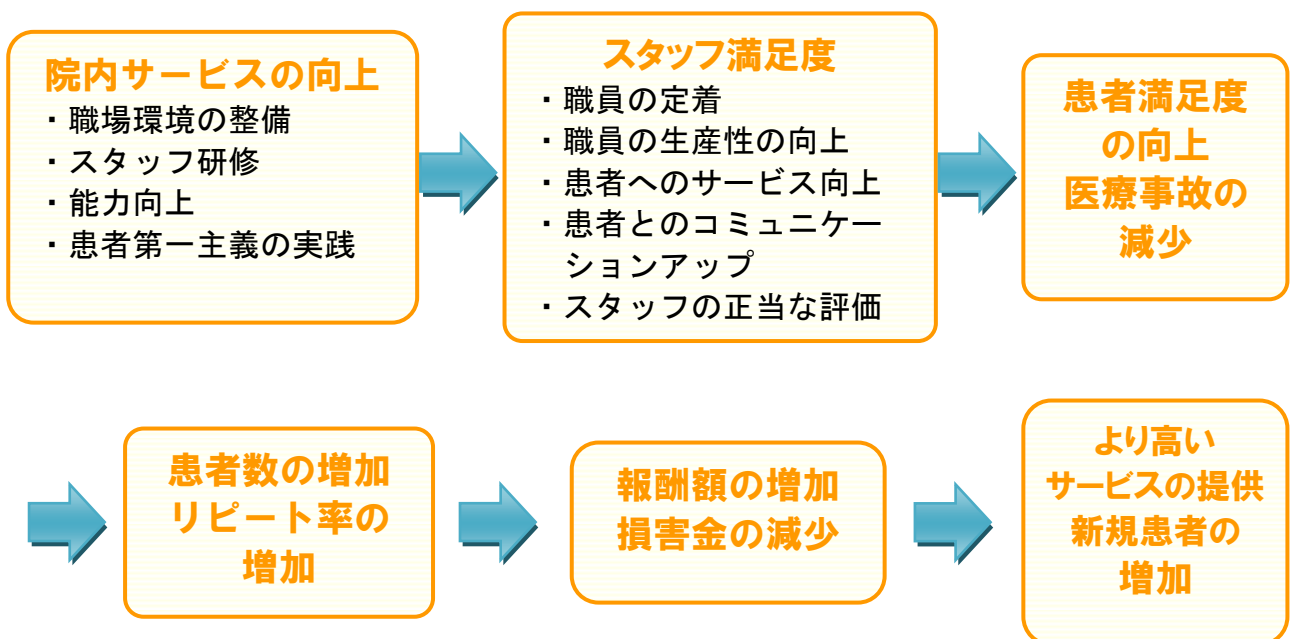 院内サービスの向上
・職場環境の整備
・スタッフ研修
・能力向上
・患者第一主義の実践
スタッフ満足度
・職員の定着
・職員の生産性の向上
・患者へのサービス向上
・患者とのコミュニケー
ションアップ
・スタッフの正当な評価
患者満足度
の向上
医療事故の
減少
患者数の増加
リピート率の
増加
報酬額の増加
損害金の減少
より高い
サービスの提供
新規患者の
増加